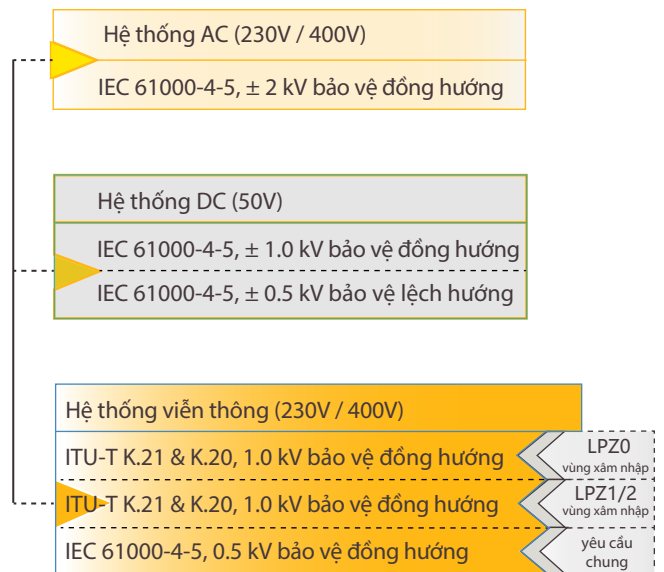 Hệ thống AC (230V / 400V)
IEC 61000-4-5, ± 2 kV bảo vệ đồng hướng
Hệ thống DC (50V)
IEC 61000-4-5, ± 1.0 kV bảo vệ đồng hướng
IEC 61000-4-5, ± 0.5 kV bảo vệ lệch hướng
Hệ thống viễn thông (230V / 400V)
ITU-T K.21 & K.20, 1.0 kV bảo vệ đồng hướng
LPZ0
vùng xâm nhập
ITU-T K.21 & K.20, 1.0 kV bảo vệ đồng hướng
LPZ1/2
vùng xâm nhập
IEC 61000-4-5, 0.5 kV bảo vệ đồng hướng
yêu cầu
chung